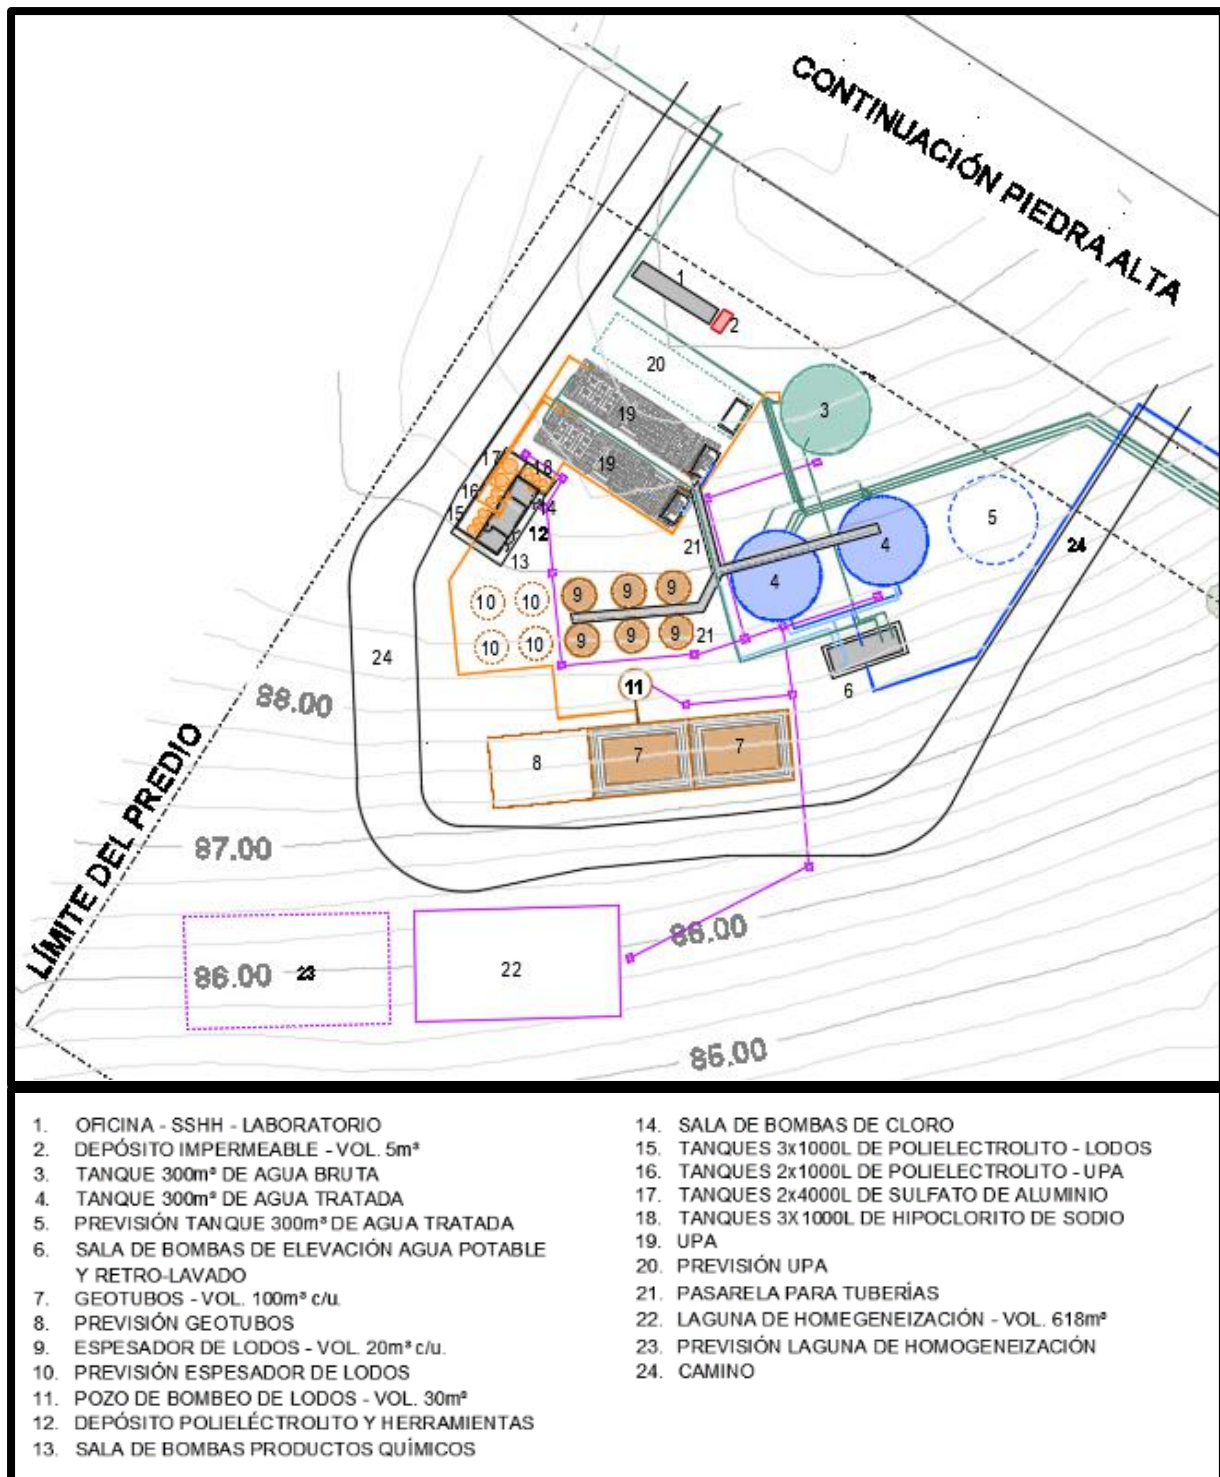 CONTINUACIÓN PIEDRA ALTA
1
2
20
3
19
19
17
18
16
15
14
12
13
21
4
4
5
24
10
10
9
9
9
10
10
9
9
9
21
24
11
6
88.00
8
7
7
LÍMITE DEL PREDIO
87.00
86.00
86.00
23
22
85.00
1. OFICINA - SSHH - LABORATORIO
2. DEPÓSITO IMPERMEABLE - VOL. 5m³
3. TANQUE 300m³ DE AGUA BRUTA
4. TANQUE 300m³ DE AGUA TRATADA
5. PREVISIÓN TANQUE 300m³ DE AGUA TRATADA
6. SALA DE BOMBAS DE ELEVACIÓN AGUA POTABLE
Y RETRO-LAVADO
7. GEOTUBOS - VOL. 100m³ c/u.
8. PREVISIÓN GEOTUBOS
9. ESPESADOR DE LODOS - VOL. 20m³ c/u.
10. PREVISIÓN ESPESADOR DE LODOS
11. POZO DE BOMBEO DE LODOS - VOL. 30m³
12. DEPÓSITO POLIELÉCTROLITO Y HERRAMIENTAS
13. SALA DE BOMBAS PRODUCTOS QUÍMICOS
14. SALA DE BOMBAS DE CLORO
15. TANQUES 3x1000L DE POLIELECTROLITO - LODOS
16. TANQUES 2x1000L DE POLIELECTROLITO - UPA
17. TANQUES 2x4000L DE SULFATO DE ALUMINIO
18. TANQUES 3X1000L DE HIPOCLORITO DE SODIO
19. UPA
20. PREVISIÓN UPA
21. PASARELA PARA TUBERÍAS
22. LAGUNA DE HOMEGENEIZACIÓN - VOL. 618m³
23. PREVISIÓN LAGUNA DE HOMOGENEIZACIÓN
24. CAMINO